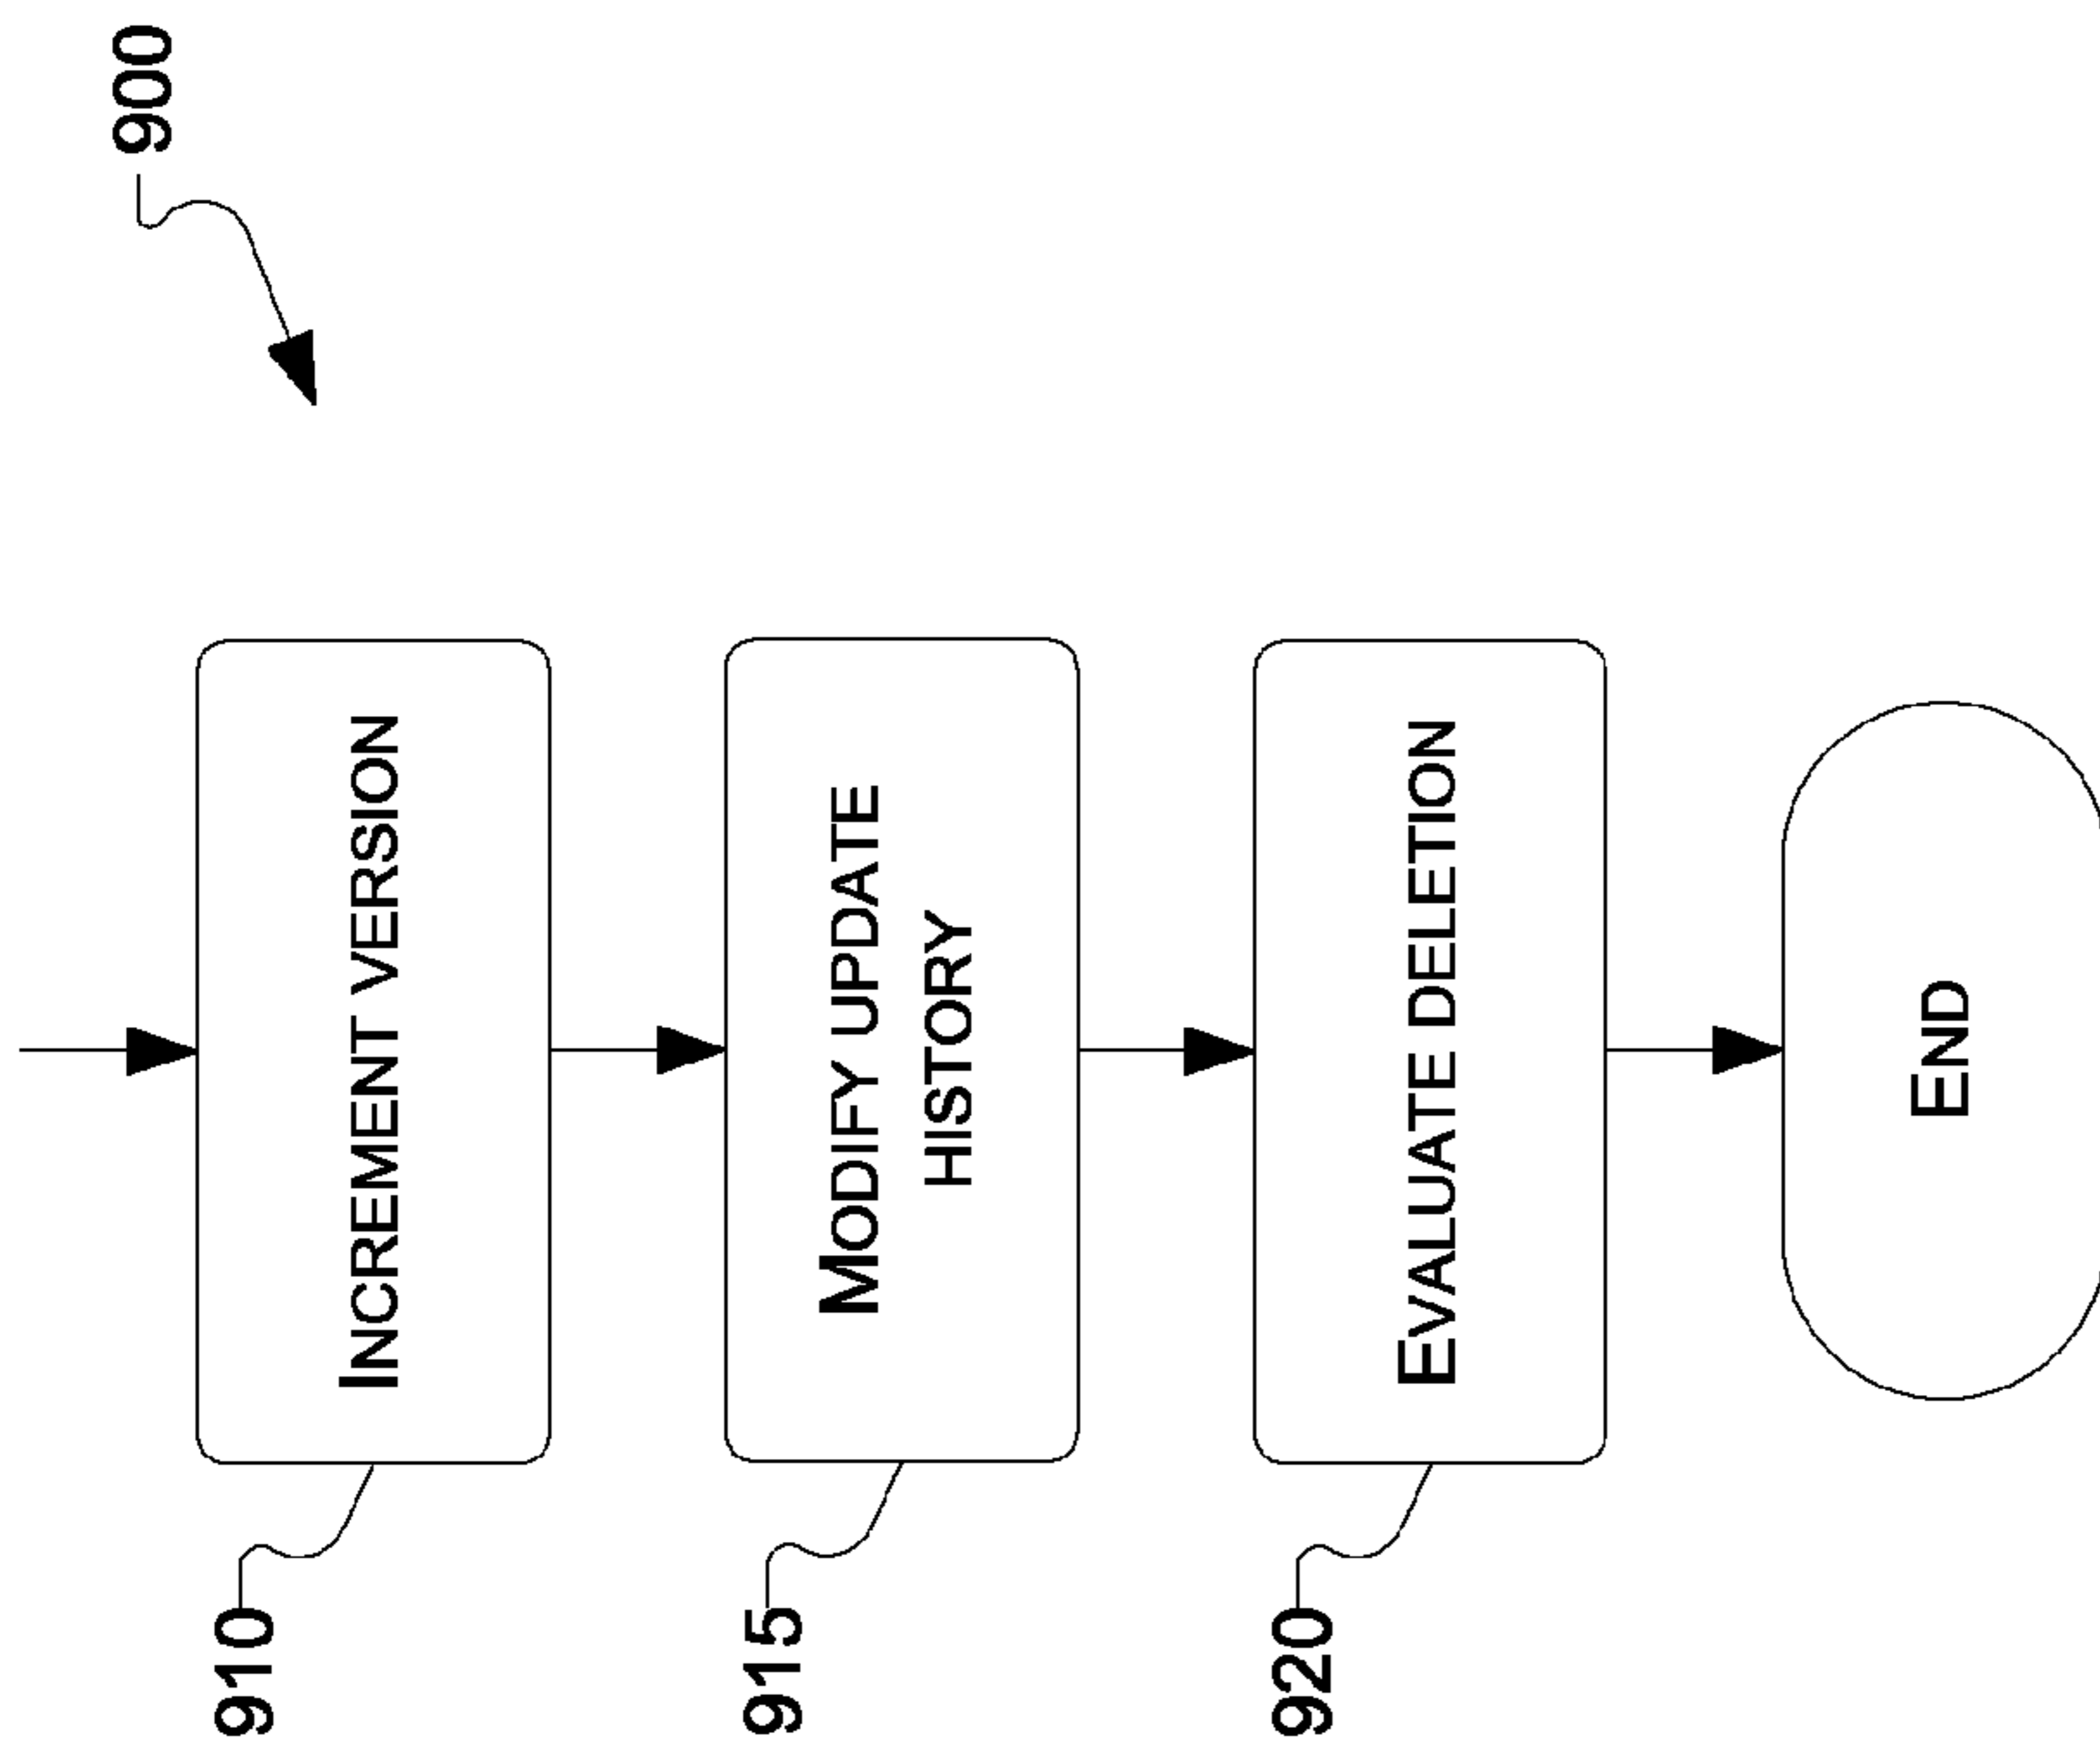 900
910
INCREMENT VERSION
915
MODIFY UPDATE
HISTORY
920
EVALUATE DELETION
END